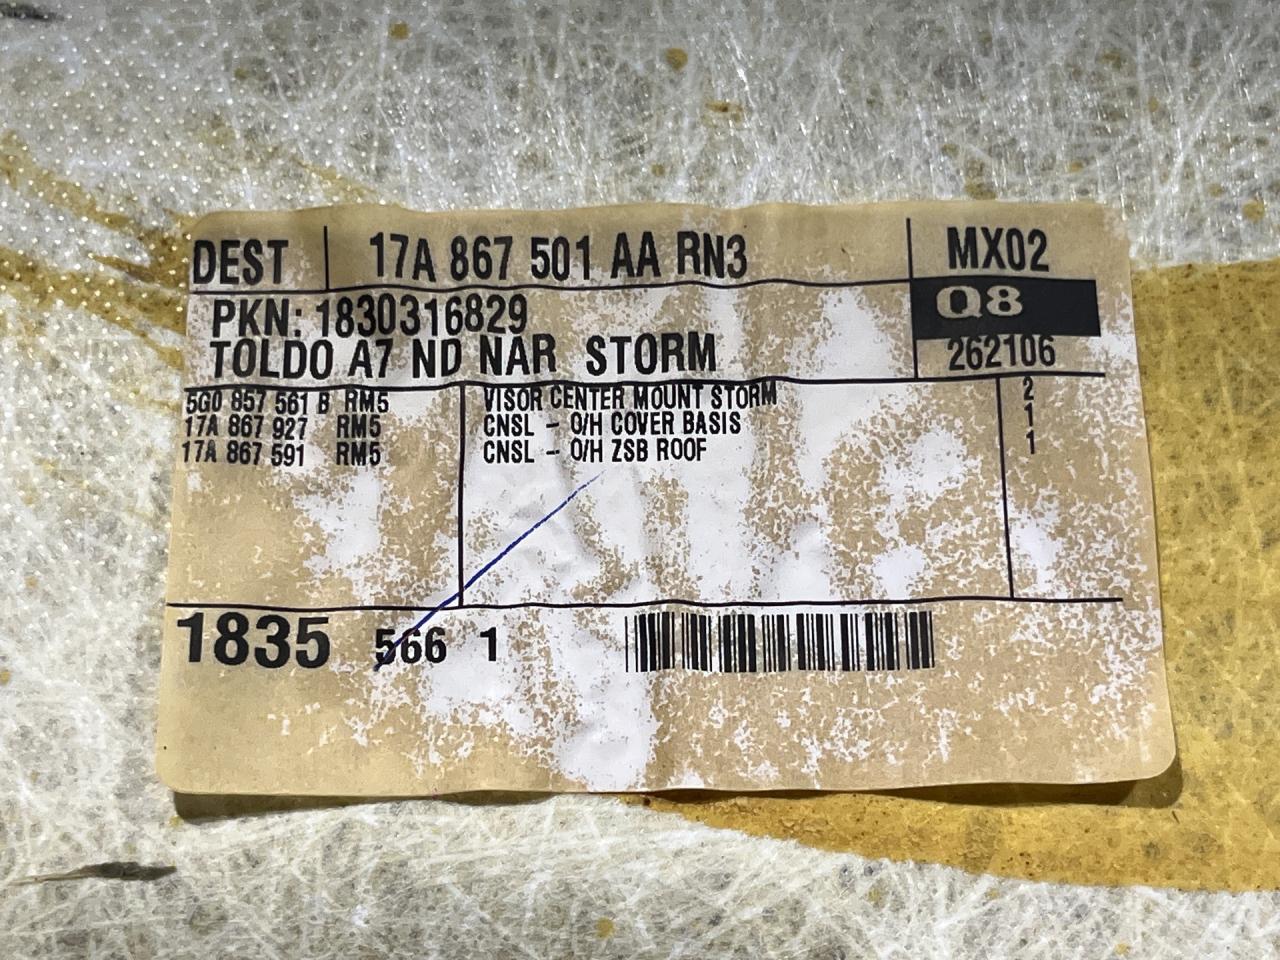 DEST 17A 867 501 AA RN3 MX02
PKN: 1830316829 Q8
TOLDO A7 ND NAR STORM 262106
5G0 857 561 B RM5 VISOR CENTER MOUNT STORM 2
17A 867 927 RM5 CNSL - O/H COVER BASIS 1
17A 867 591 RM5 CNSL - O/H ZSB ROOF 1
1835 566 1